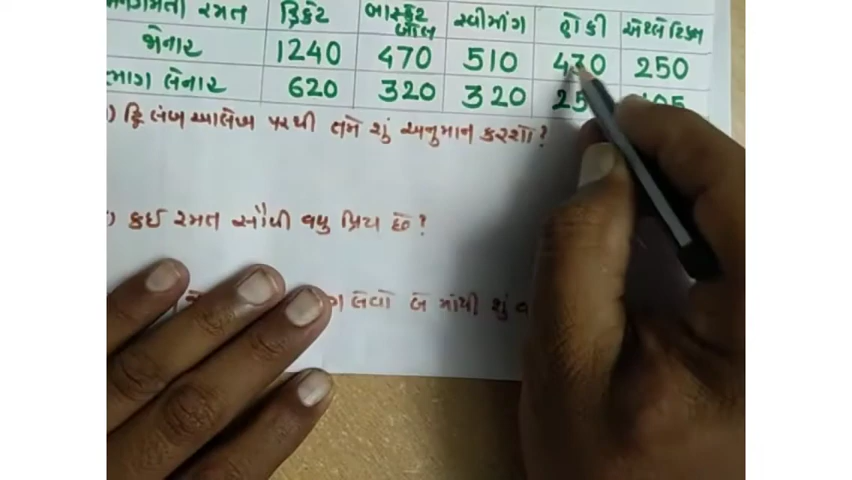 રમત ક્રિકેટ બાસ્કેટ બોલ સ્વીમીંગ હોકી એથ્લેટિક્સ
જોનાર 1240 470 510 430 250
ભાગ લેનાર 620 320 320
) દ્વિ લંબ આલેખ પરથી તમે શું અનુમાન કરશો?
) કઈ રમત સૌથી વધુ પ્રિય છે?
લેવો બે માંથી શું